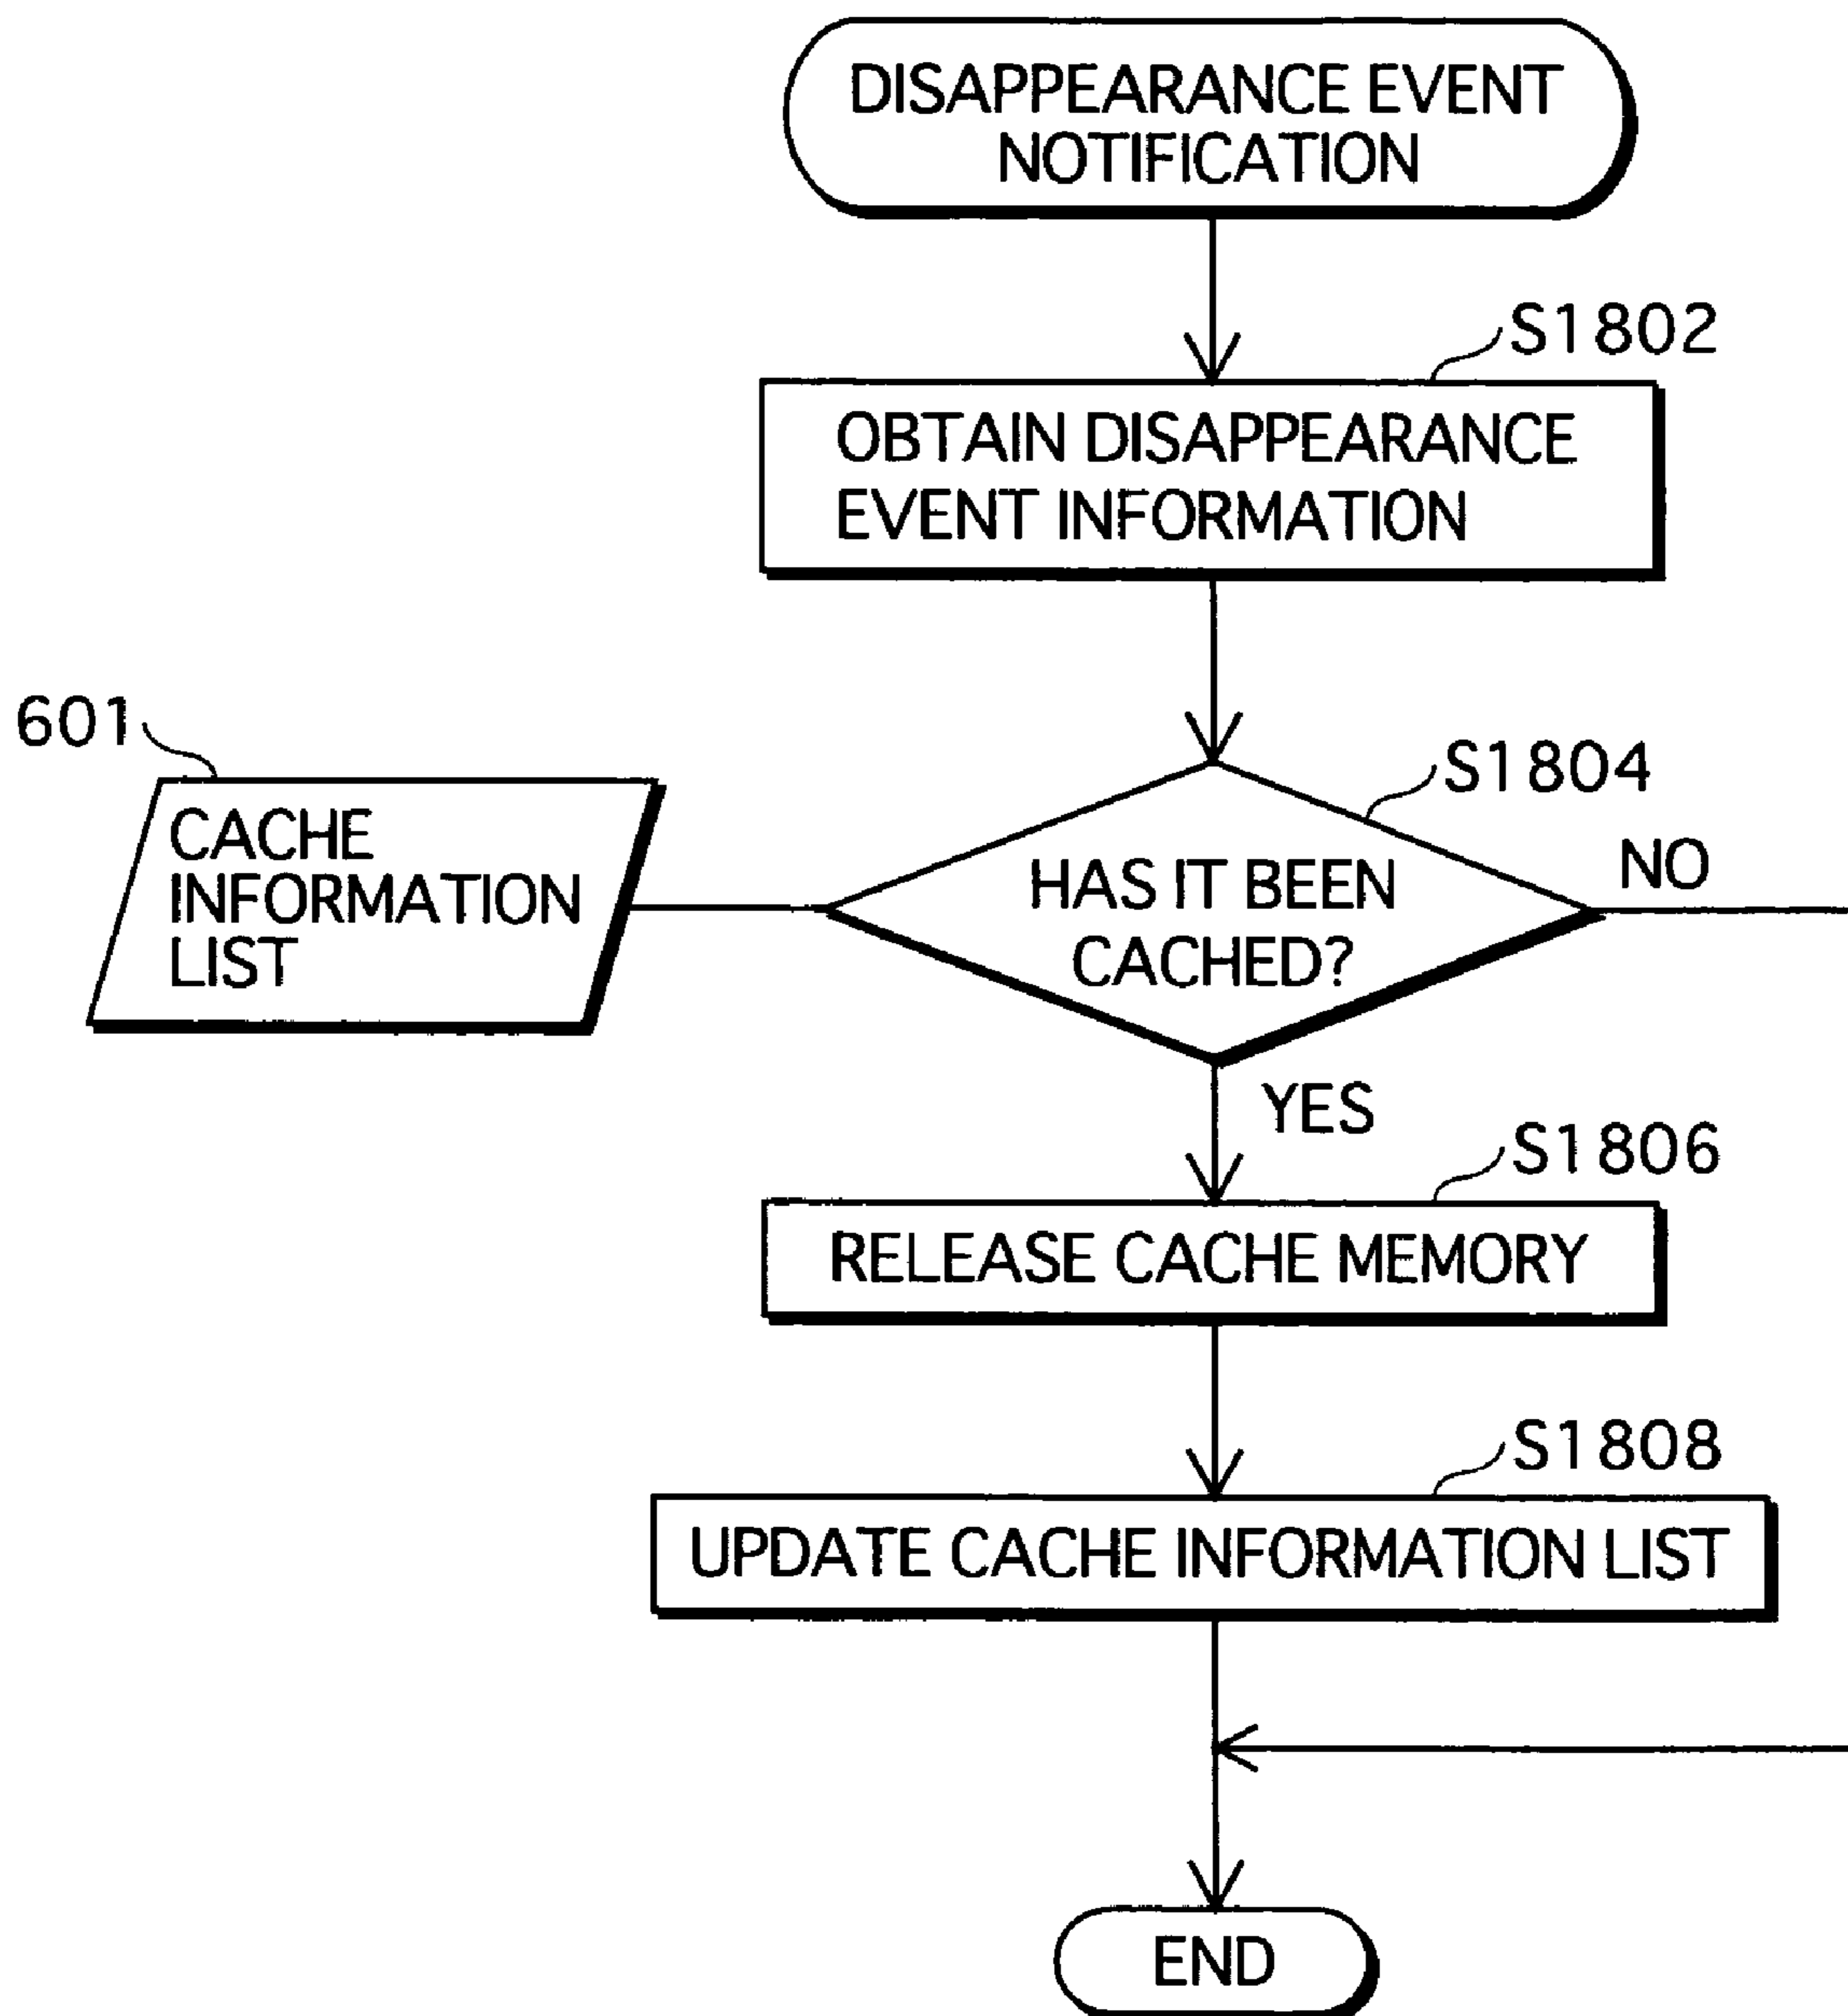 DISAPPEARANCE EVENT
NOTIFICATION
S1802
OBTAIN DISAPPEARANCE
EVENT INFORMATION
601
S1804
CACHE
INFORMATION
LIST
HAS IT BEEN
CACHED?
NO
YES
S1806
RELEASE CACHE MEMORY
S1808
UPDATE CACHE INFORMATION LIST
END